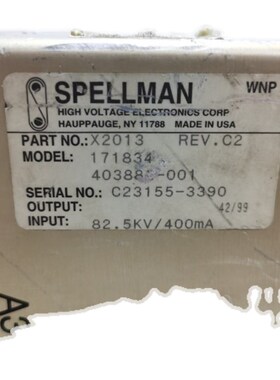 SPELLMAN WNP
HIGH VOLTAGE ELECTRONICS CORP
HAUPPAUGE, NY 11788 MADE IN USA
PART NO.: X2013 REV.C2
MODEL: 171834
SERIAL NO.: C23155-3390
OUTPUT: 42/99
INPUT: 82.5KV/400mA